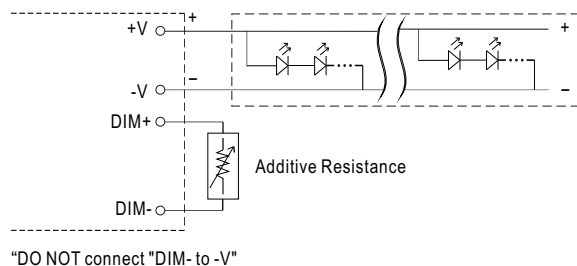 +V
+
-V
−
+
−
DIM+
Additive Resistance
DIM-
“DO NOT connect "DIM- to -V"